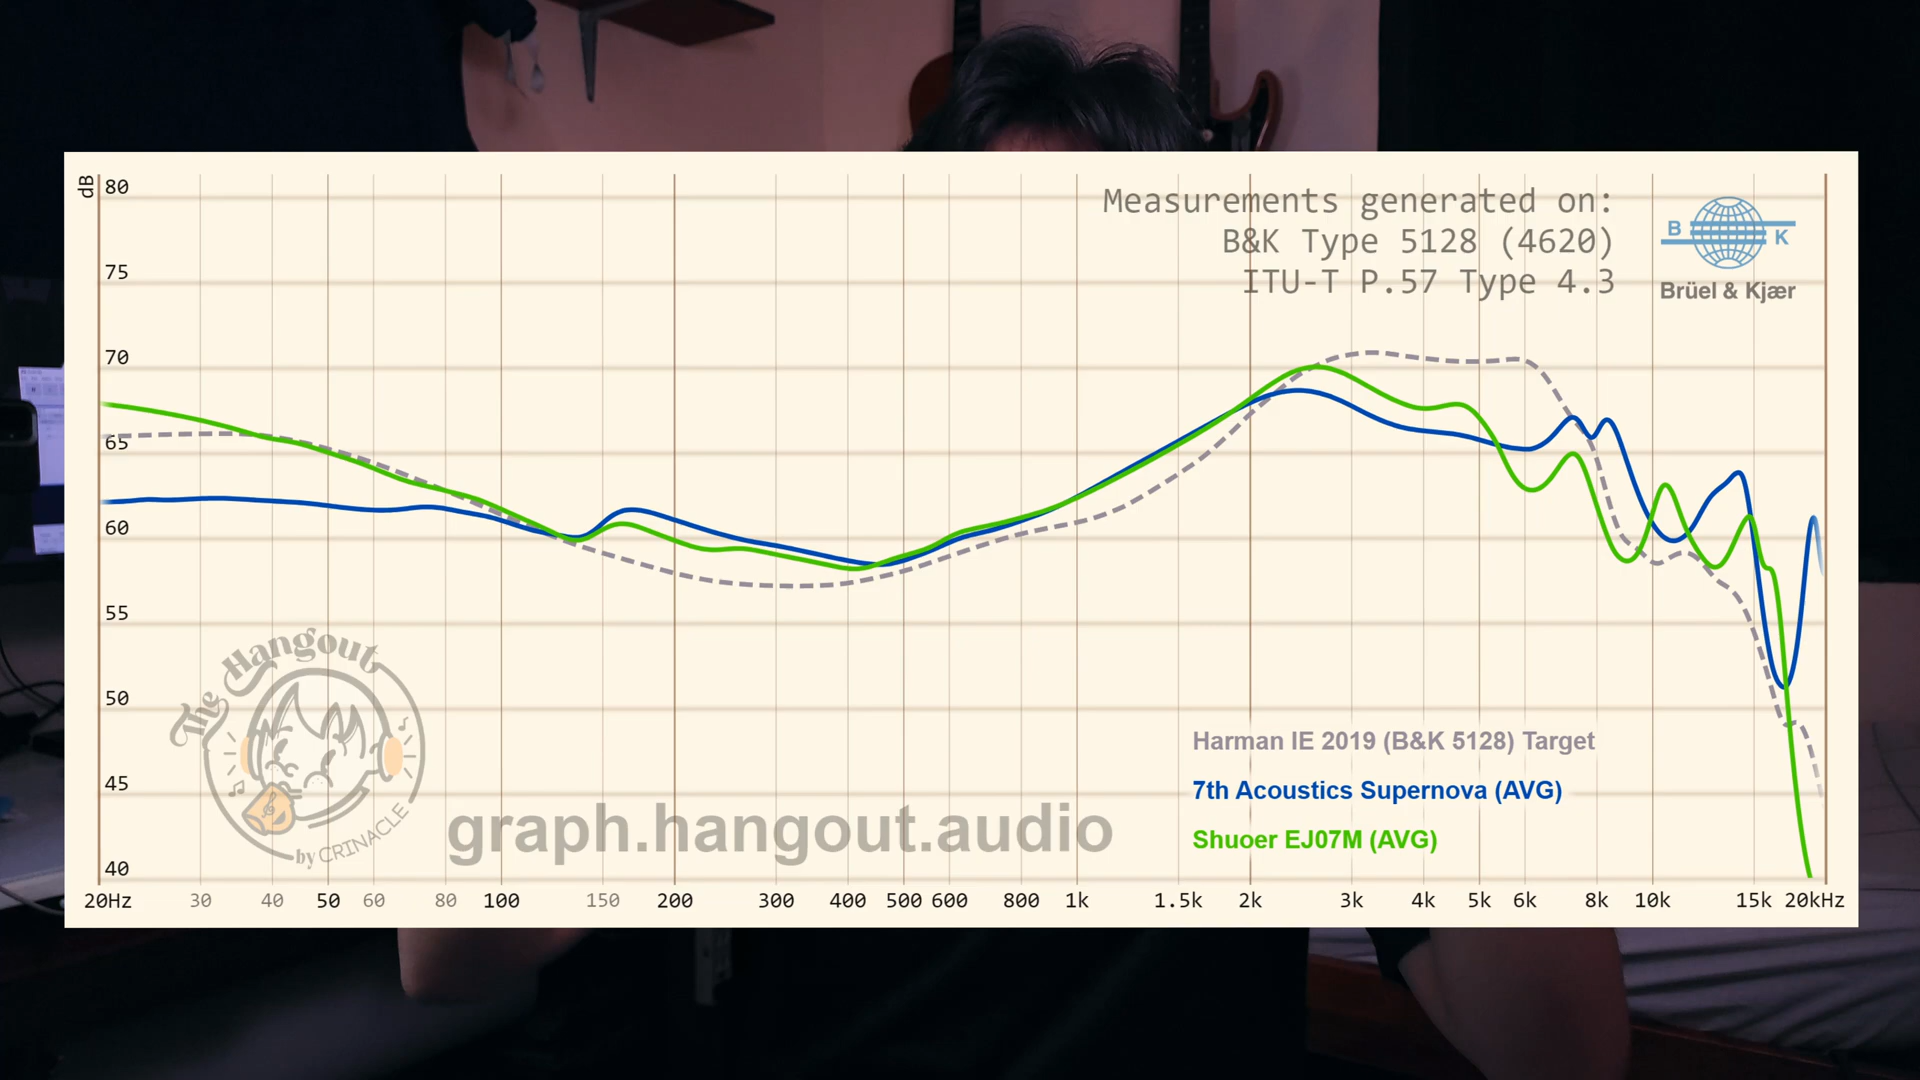 dB
80
75
70
65
60
55
50
45
40
20Hz 30 40 50 60 80 100 150 200 300 400 500 600 800 1k 1.5k 2k 3k 4k 5k 6k 8k 10k 15k 20kHz
Measurements generated on:
B&K Type 5128 (4620)
ITU-T P.57 Type 4.3
B K
Brüel & Kjær
The Hangout
by CRINACLE
graph.hangout.audio
Harman IE 2019 (B&K 5128) Target
7th Acoustics Supernova (AVG)
Shuoer EJ07M (AVG)